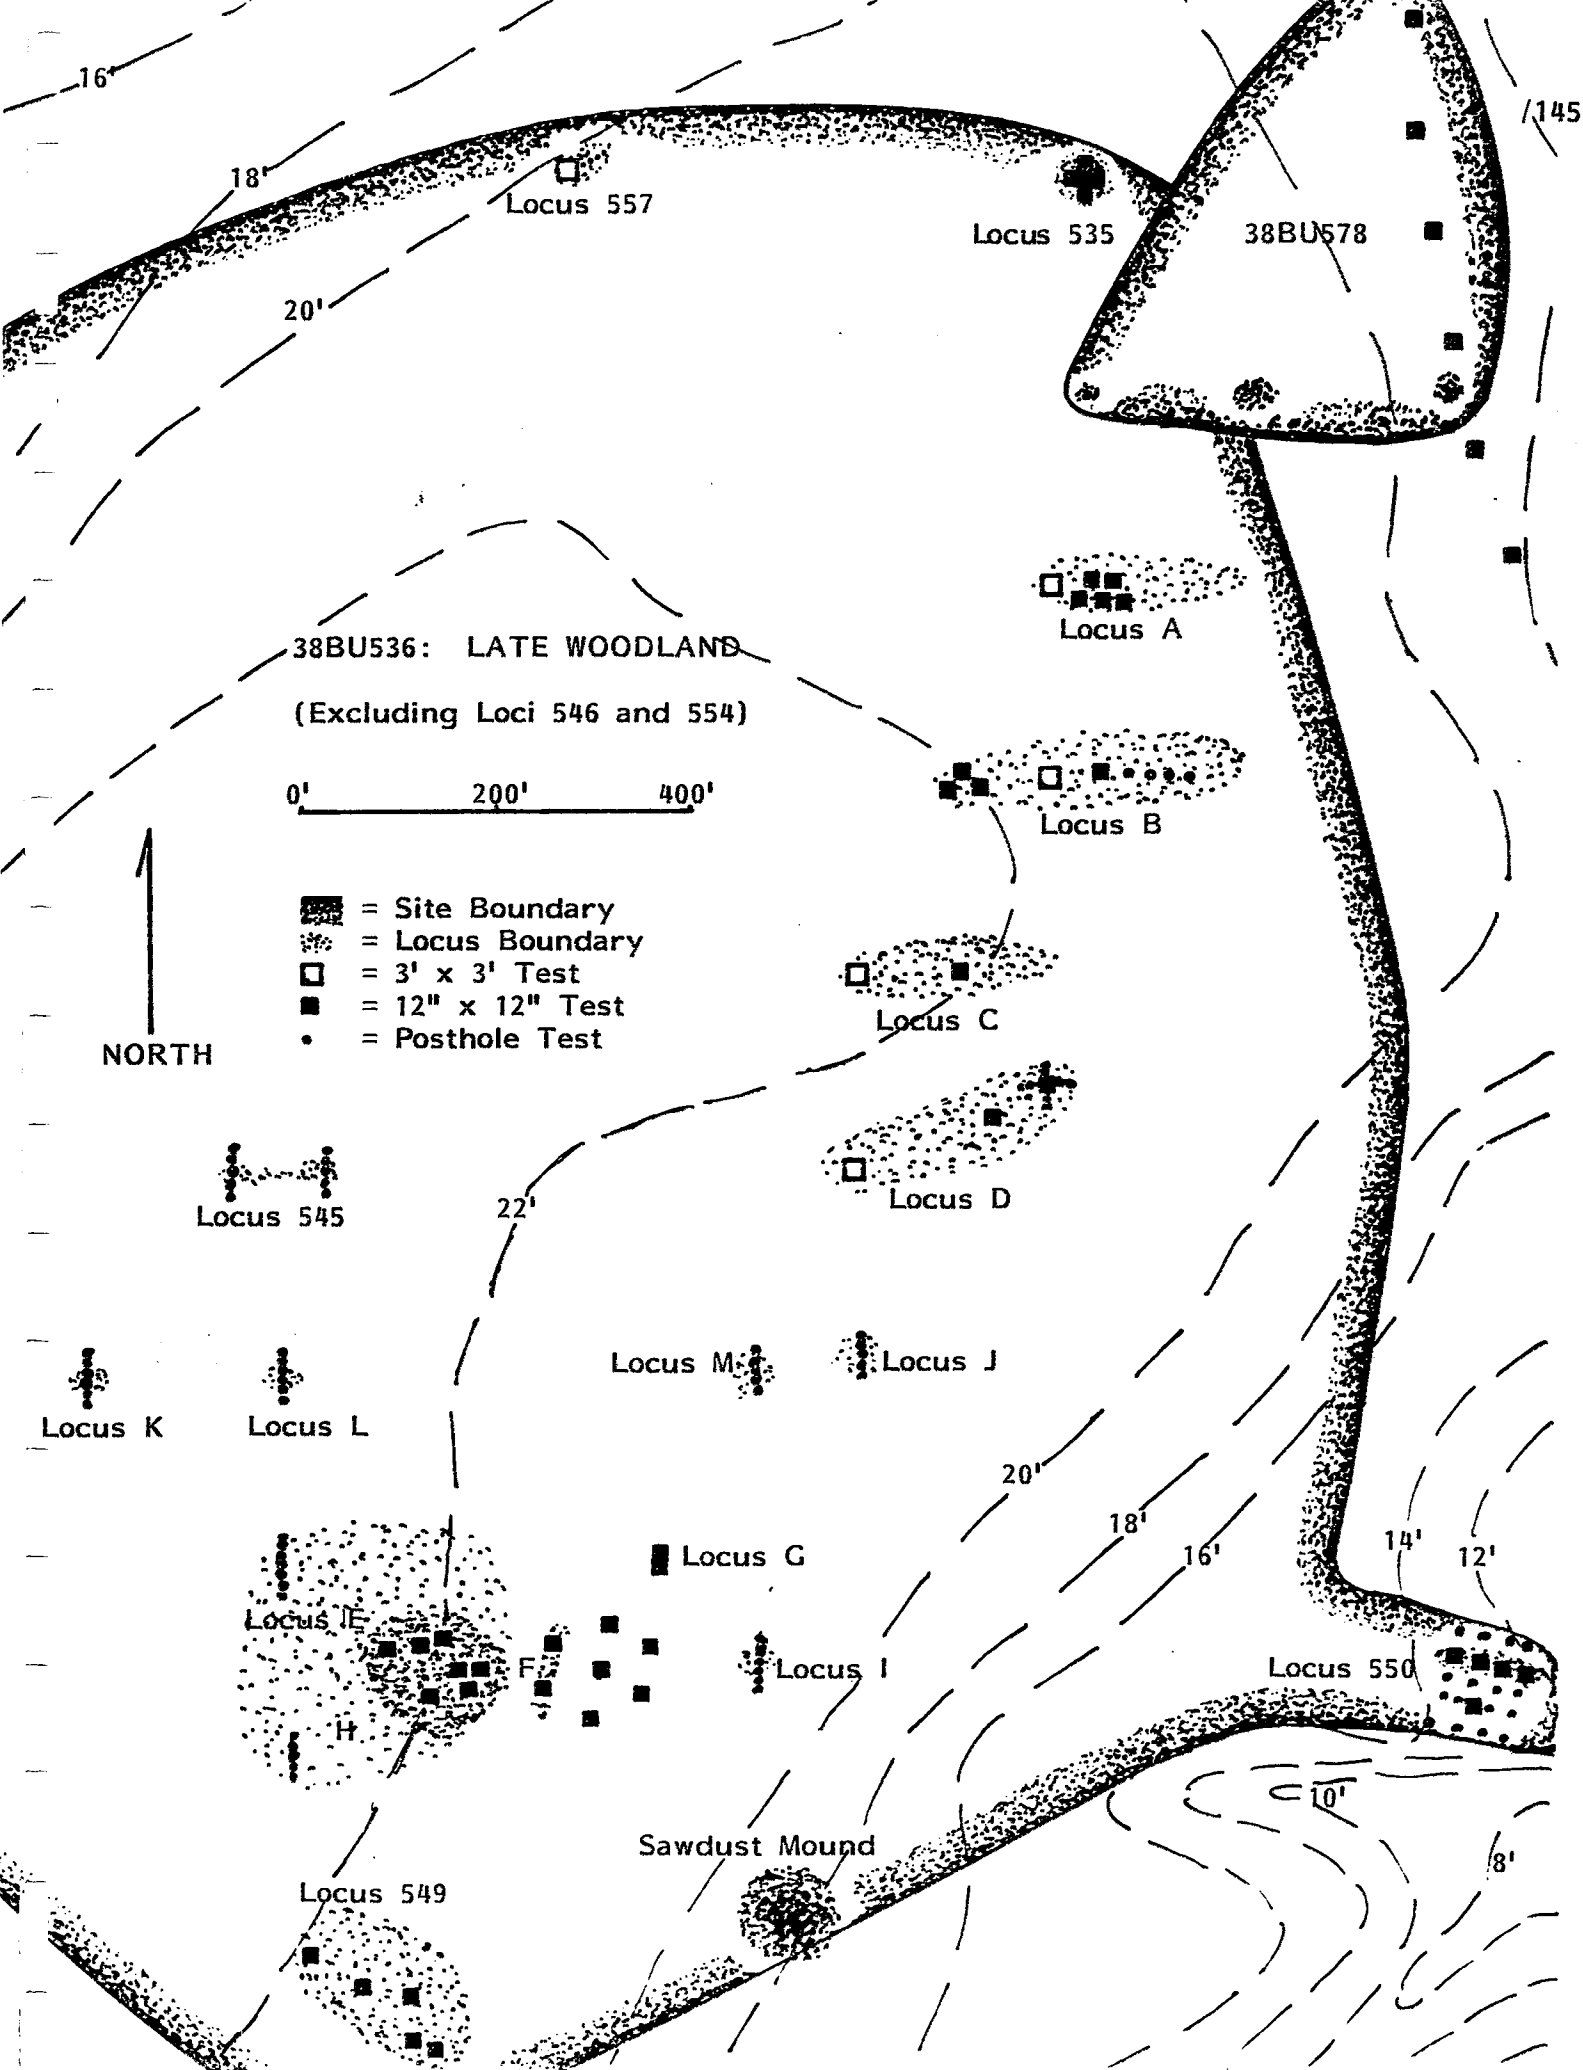 16'
/145
18'
Locus 557
Locus 535
38BU578
20'
Locus A
38BU536: LATE WOODLAND
(Excluding Loci 546 and 554)
0' 200' 400'
Locus B
= Site Boundary
= Locus Boundary
= 3' x 3' Test
= 12" x 12" Test
= Posthole Test
NORTH
Locus C
Locus D
Locus 545
22'
Locus M
Locus J
Locus K
Locus L
20'
18'
16'
14'
12'
Locus G
Locus E
F
Locus I
Locus 550
H
10'
Sawdust Mound
8'
Locus 549